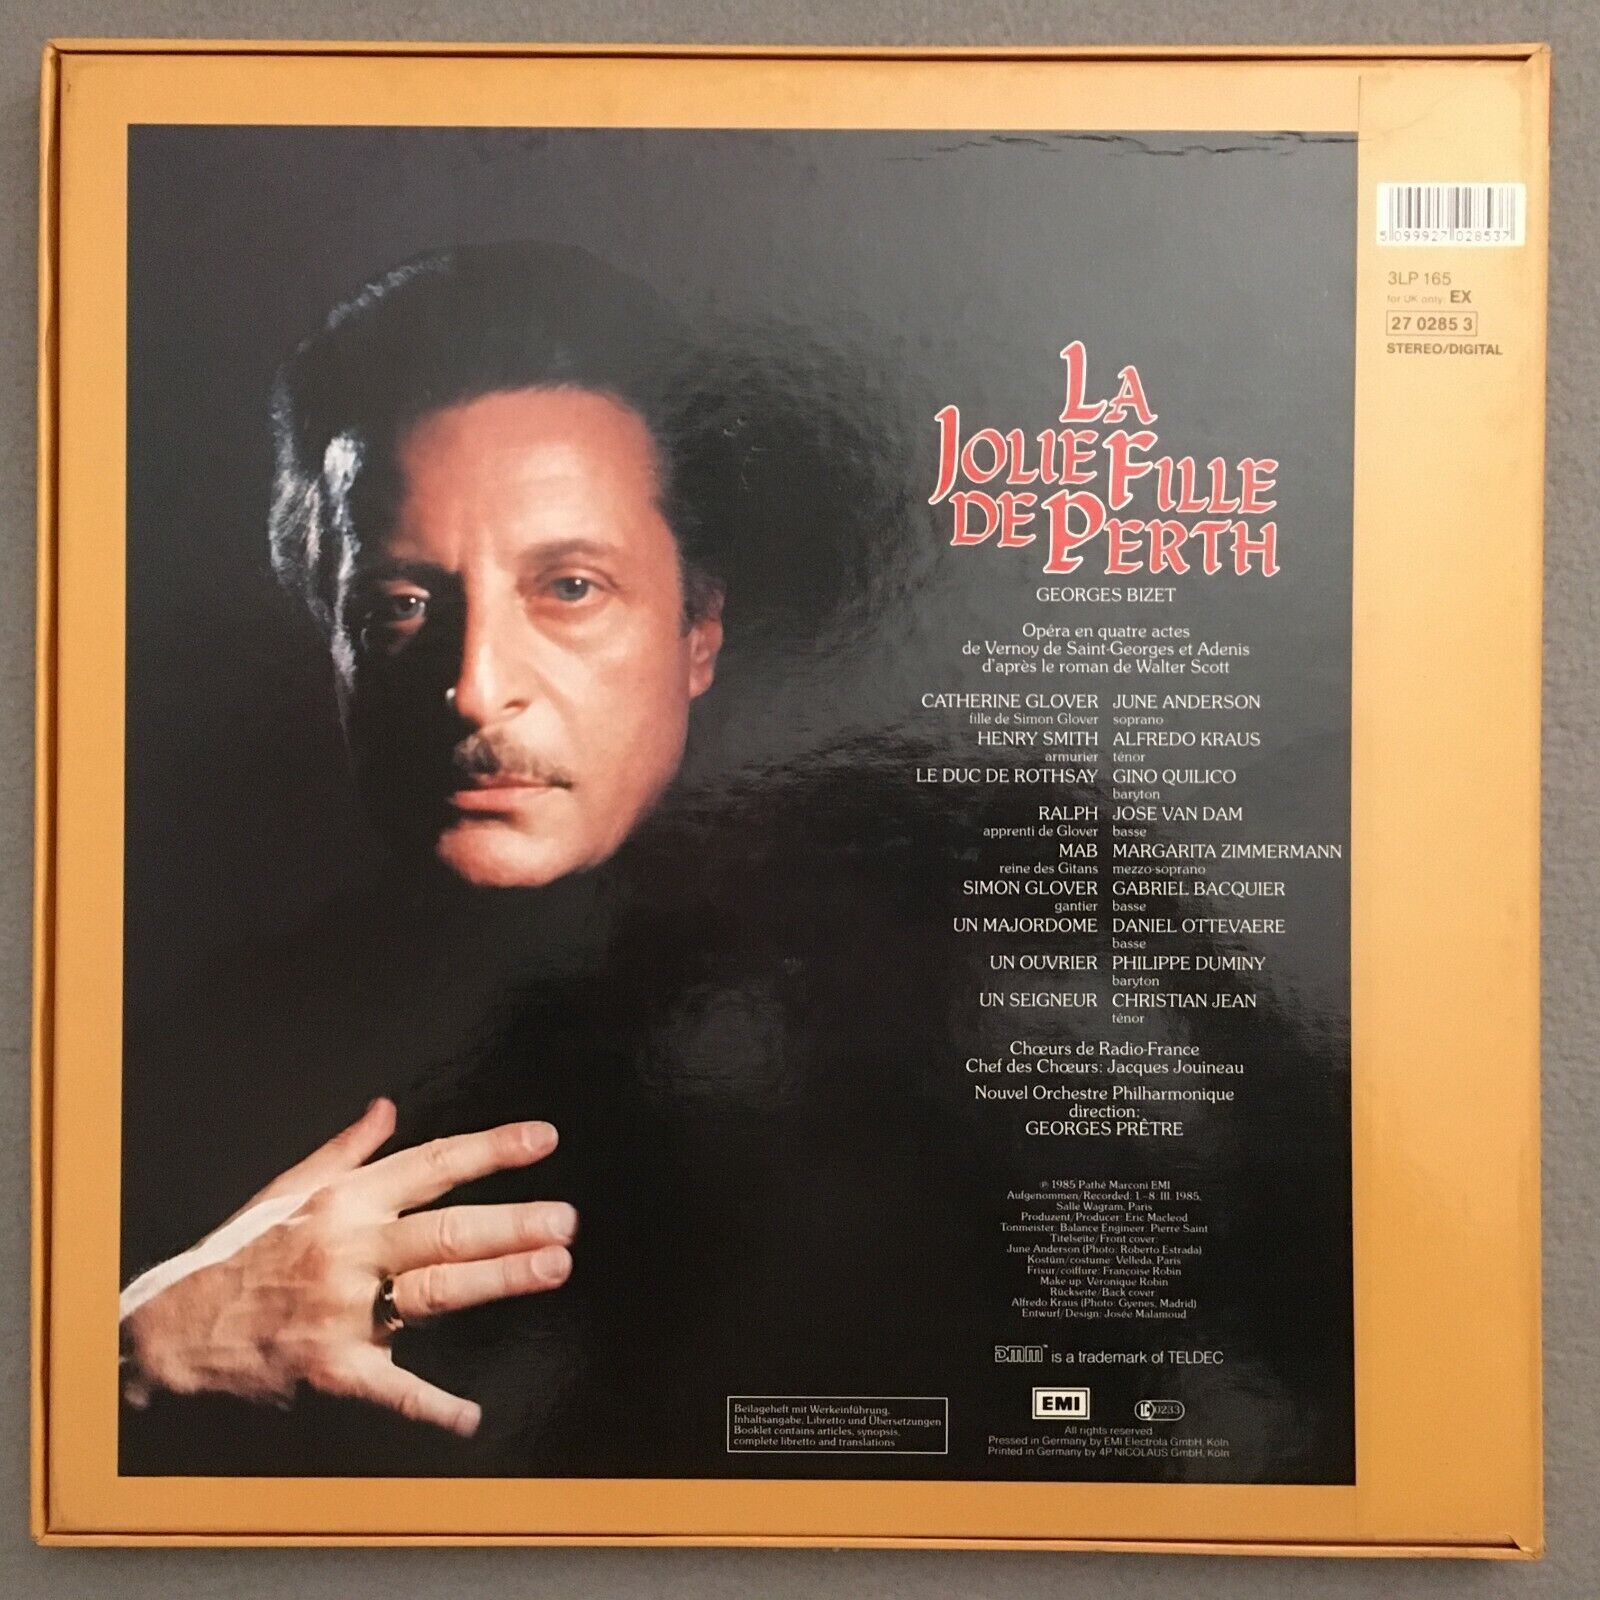 5 099927 028537
3LP 165
for UK only: EX
27 0285 3
STEREO/DIGITAL
LA
JOLIE FILLE
DE PERTH
GEORGES BIZET
Opéra en quatre actes
de Vernoy de Saint-Georges et Adenis
d'après le roman de Walter Scott
CATHERINE GLOVER JUNE ANDERSON
fille de Simon Glover soprano
HENRY SMITH ALFREDO KRAUS
armurier ténor
LE DUC DE ROTHSAY GINO QUILICO
baryton
RALPH JOSE VAN DAM
apprenti de Glover basse
MAB MARGARITA ZIMMERMANN
reine des Gitans mezzo-soprano
SIMON GLOVER GABRIEL BACQUIER
gantier basse
UN MAJORDOME DANIEL OTTEVAERE
basse
UN OUVRIER PHILIPPE DUMINY
baryton
UN SEIGNEUR CHRISTIAN JEAN
ténor
Chœurs de Radio-France
Chef des Chœurs: Jacques Jouineau
Nouvel Orchestre Philharmonique
direction:
GEORGES PRÊTRE
℗ 1985 Pathé Marconi EMI
Aufgenommen/Recorded: 1.–8. III. 1985,
Salle Wagram, Paris
Produzent/Producer: Eric Macleod
Tonmeister: Balance Engineer: Pierre Saint
Titelseite/Front cover:
June Anderson (Photo: Roberto Estrada)
Kostüm/costume: Velleda, Paris
Frisur/coiffure: Françoise Robin
Make up: Véronique Robin
Rückseite/Back cover
Alfredo Kraus (Photo: Gyenes, Madrid)
Entwurf/Design: Josée Malamoud
DMM™ is a trademark of TELDEC
EMI LC 0233
All rights reserved
Pressed in Germany by EMI Electrola GmbH, Köln
Printed in Germany by 4P NICOLAUS GmbH, Köln
Beilageheft mit Werkeinführung,
Inhaltsangabe, Libretto und Übersetzungen
Booklet contains articles, synopsis,
complete libretto and translations